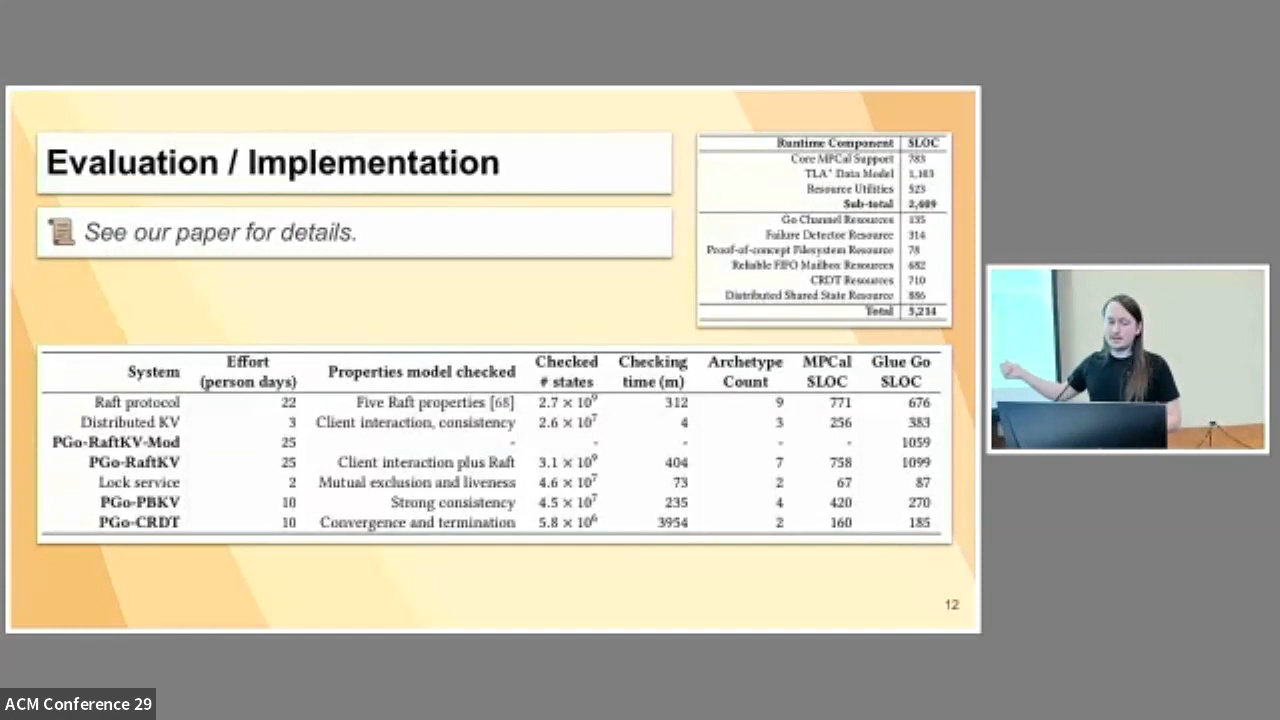 Evaluation / Implementation
See our paper for details.
Runtime Component SLOC
Core MPCal Support 783
TLA⁺ Data Model 1,103
Resource Utilities 523
Sub-total 2,409
Go Channel Resources 135
Failure Detector Resource 314
Proof-of-concept Filesystem Resource 78
Reliable FIFO Mailbox Resources 682
CRDT Resources 710
Distributed Shared State Resource 886
Total 5,214
System Effort (person days) Properties model checked Checked # states Checking time (m) Archetype Count MPCal SLOC Glue Go SLOC
Raft protocol 22 Five Raft properties [68] 2.7 × 10⁹ 312 9 771 676
Distributed KV 3 Client interaction, consistency 2.6 × 10⁷ 4 3 256 383
PGo-RaftKV-Mod 25 - - - - - 1059
PGo-RaftKV 25 Client interaction plus Raft 3.1 × 10⁹ 404 7 758 1099
Lock service 2 Mutual exclusion and liveness 4.6 × 10⁷ 73 2 67 87
PGo-PBKV 10 Strong consistency 4.5 × 10⁷ 235 4 420 270
PGo-CRDT 10 Convergence and termination 5.8 × 10⁶ 3954 2 160 185
12
ACM Conference 29